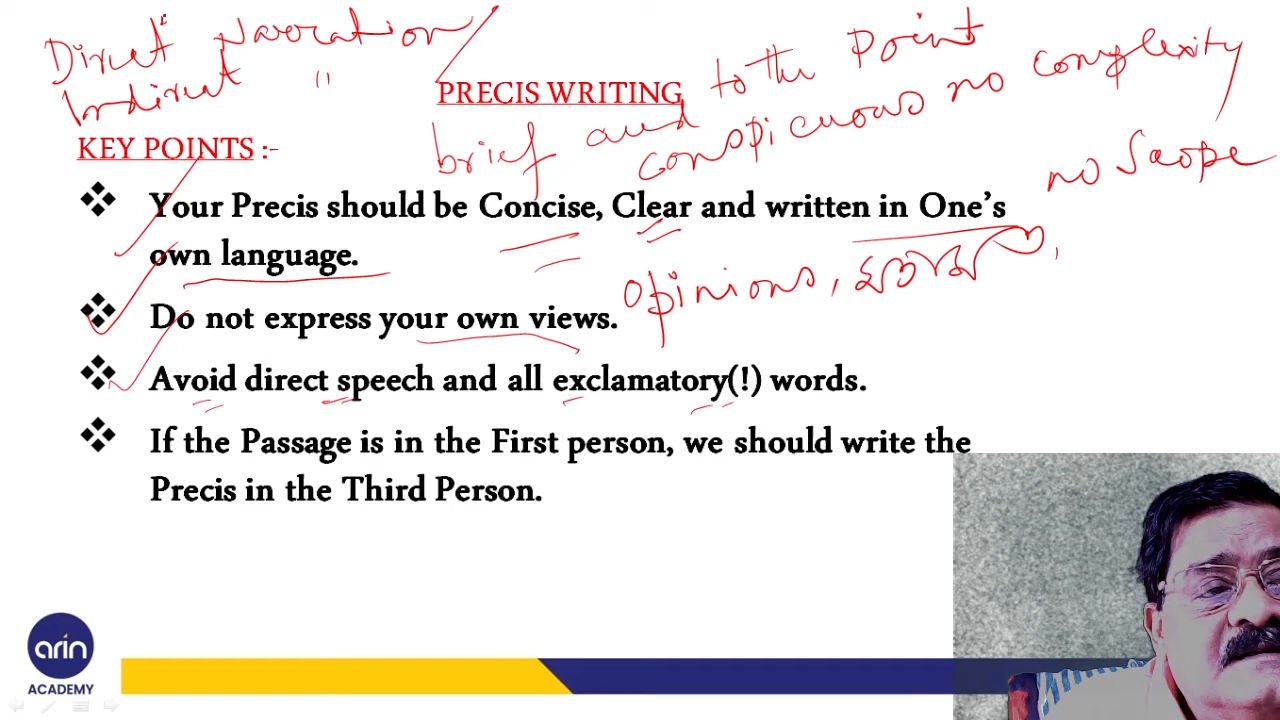 Direct Narration
Indirect "
PRECIS WRITING
brief and to the Point
conspicuous no complexity
no Scope
KEY POINTS :-
❖ Your Precis should be Concise, Clear and written in One's
own language.
opinions,
❖ Do not express your own views.
❖ Avoid direct speech and all exclamatory(!) words.
❖ If the Passage is in the First person, we should write the
Precis in the Third Person.
arin
ACADEMY